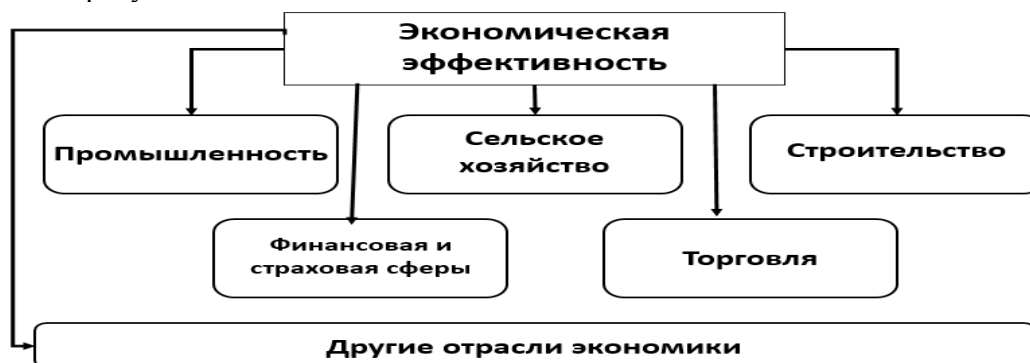 Экономическая
эффективность
Промышленность
Сельское
хозяйство
Строительство
Финансовая и
страховая сферы
Торговля
Другие отрасли экономики